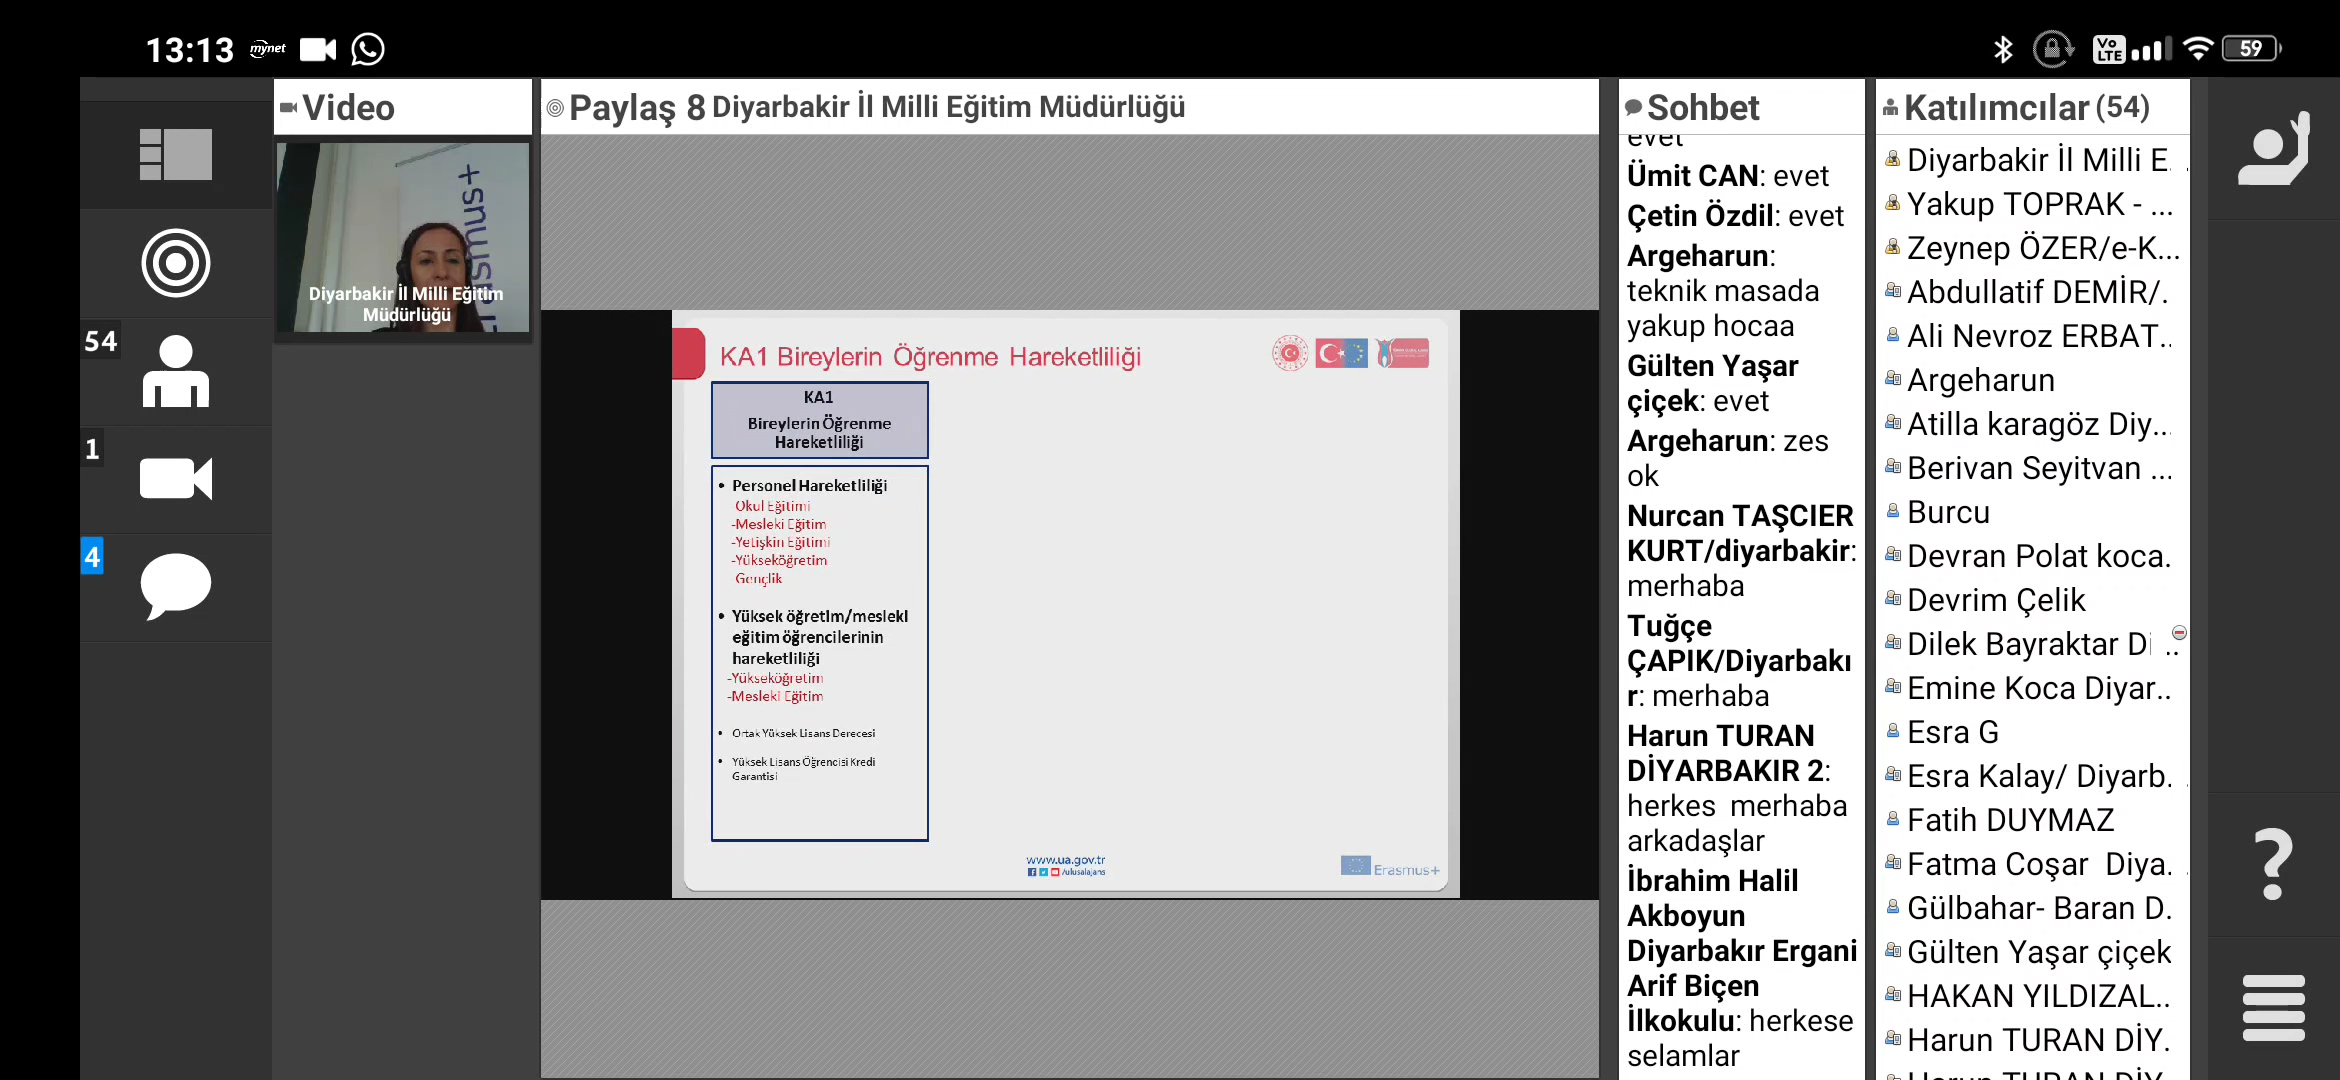 13:13 mynet
Vo LTE
59
Video
Diyarbakir İl Milli Eğitim
Müdürlüğü
54
1
4
Paylaş 8 Diyarbakir İl Milli Eğitim Müdürlüğü
KA1 Bireylerin Öğrenme Hareketliliği
KA1
Bireylerin Öğrenme
Hareketliliği
• Personel Hareketliliği
Okul Eğitimi
-Mesleki Eğitim
-Yetişkin Eğitimi
-Yükseköğretim
Gençlik
• Yüksek öğretim/mesleki
eğitim öğrencilerinin
hareketliliği
-Yükseköğretim
-Mesleki Eğitim
• Ortak Yüksek Lisans Derecesi
• Yüksek Lisans Öğrencisi Kredi
Garantisi
www.ua.gov.tr
/ulusalajans
Erasmus+
Sohbet
evet
Ümit CAN: evet
Çetin Özdil: evet
Argeharun:
teknik masada
yakup hocaa
Gülten Yaşar
çiçek: evet
Argeharun: zes
ok
Nurcan TAŞCIER
KURT/diyarbakir:
merhaba
Tuğçe
ÇAPIK/Diyarbakı
r: merhaba
Harun TURAN
DİYARBAKIR 2:
herkes merhaba
arkadaşlar
İbrahim Halil
Akboyun
Diyarbakır Ergani
Arif Biçen
İlkokulu: herkese
selamlar
Katılımcılar (54)
Diyarbakir İl Milli E. .
Yakup TOPRAK - ...
Zeynep ÖZER/e-K...
Abdullatif DEMİR/.
Ali Nevroz ERBAT..
Argeharun
Atilla karagöz Diy...
Berivan Seyitvan ...
Burcu
Devran Polat koca.
Devrim Çelik
Dilek Bayraktar Di ..
Emine Koca Diyar..
Esra G
Esra Kalay/ Diyarb. .
Fatih DUYMAZ
Fatma Coşar Diya. .
Gülbahar- Baran D.
Gülten Yaşar çiçek
HAKAN YILDIZAL..
Harun TURAN DİY.
Harun TURAN DİY